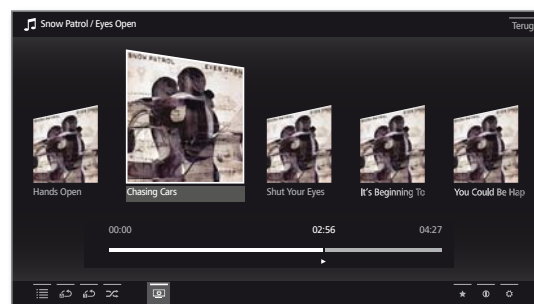 Snow Patrol / Eyes Open
Terug
SNOW PATROL EYES OPEN
Hands Open
Chasing Cars
Shut Your Eyes
It's Beginning To
You Could Be Hap
00:00
02:56
04:27